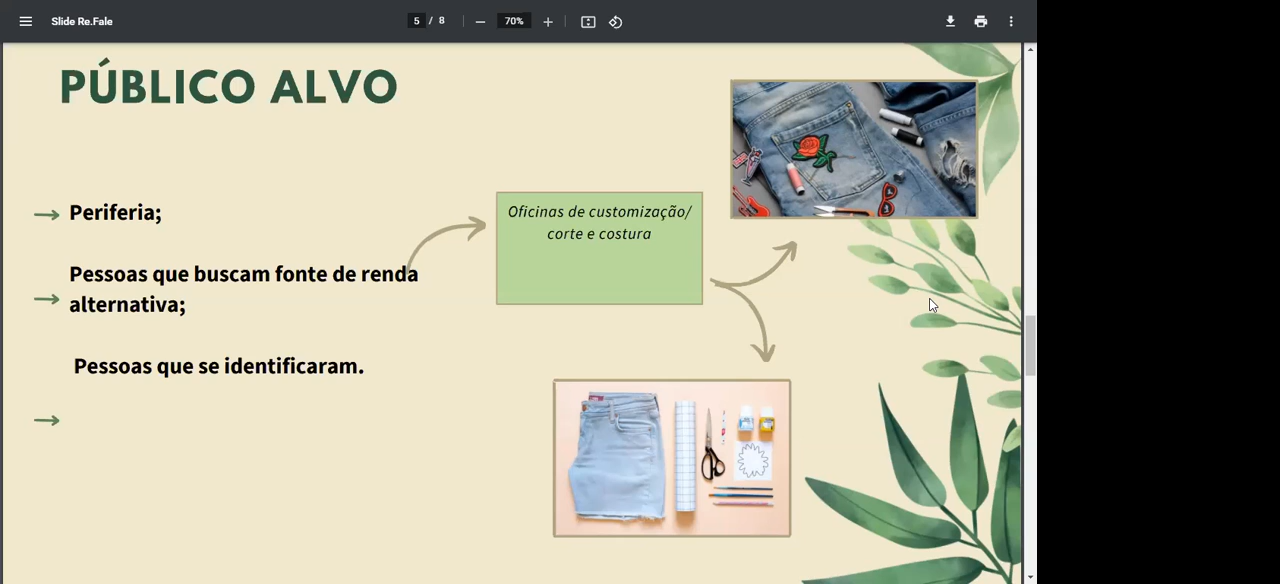 Slide Re.Fale
5 / 8
70%
PÚBLICO ALVO
Periferia;
Pessoas que buscam fonte de renda
alternativa;
Pessoas que se identificaram.
Oficinas de customização/
corte e costura